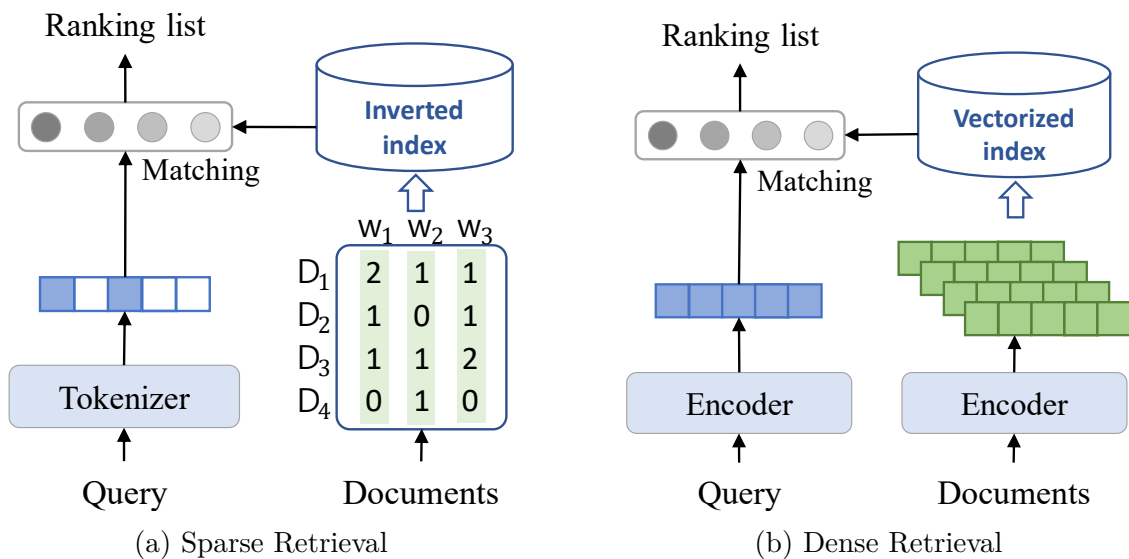 Ranking list
Inverted
index
Matching
w₁ w₂ w₃
D₁ 2 1 1
D₂ 1 0 1
D₃ 1 1 2
D₄ 0 1 0
Tokenizer
Query
Documents
(a) Sparse Retrieval
Ranking list
Vectorized
index
Matching
Encoder
Encoder
Query
Documents
(b) Dense Retrieval